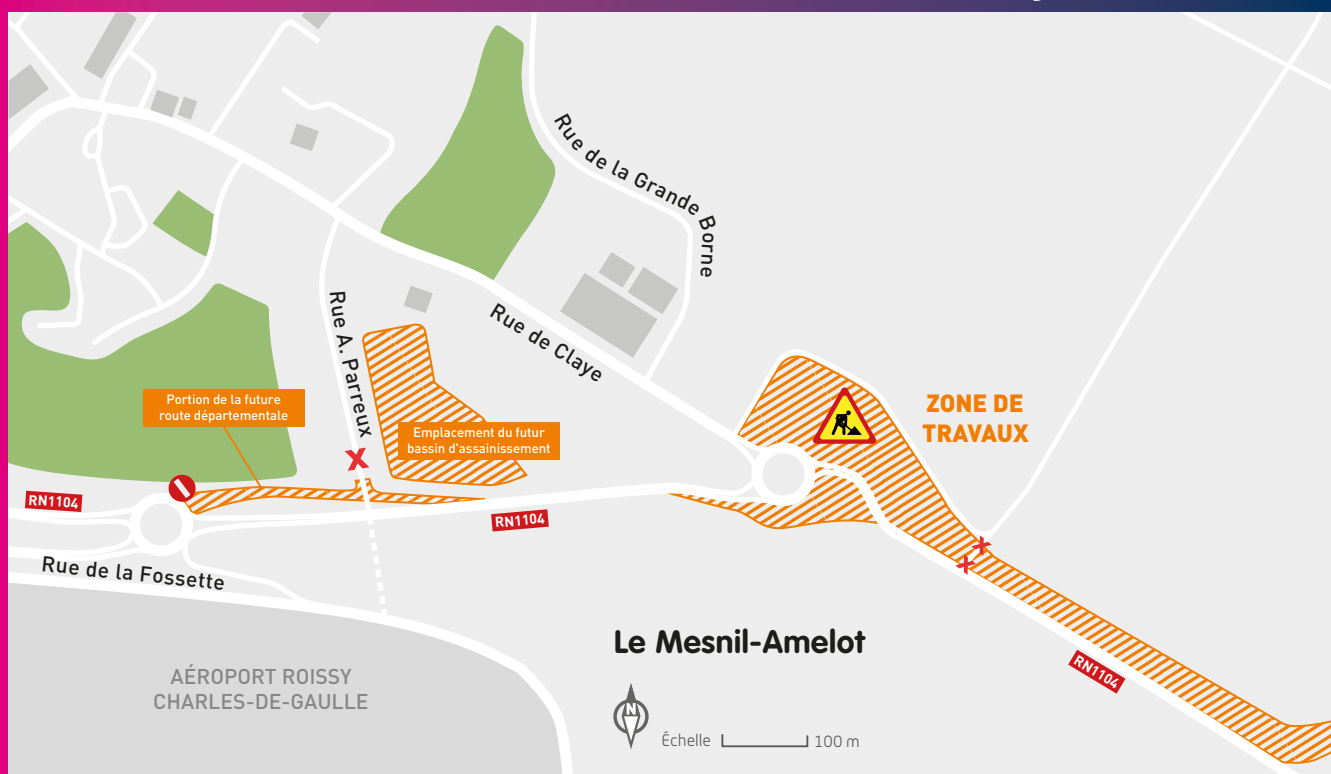 Rue de la Grande Borne
Rue de Claye
Rue A. Parreux
Portion de la future
route départementale
Emplacement du futur
bassin d'assainissement
ZONE DE
TRAVAUX
RN1104
RN1104
Rue de la Fossette
Le Mesnil-Amelot
RN1104
AÉROPORT ROISSY
CHARLES-DE-GAULLE
N
Échelle 100 m